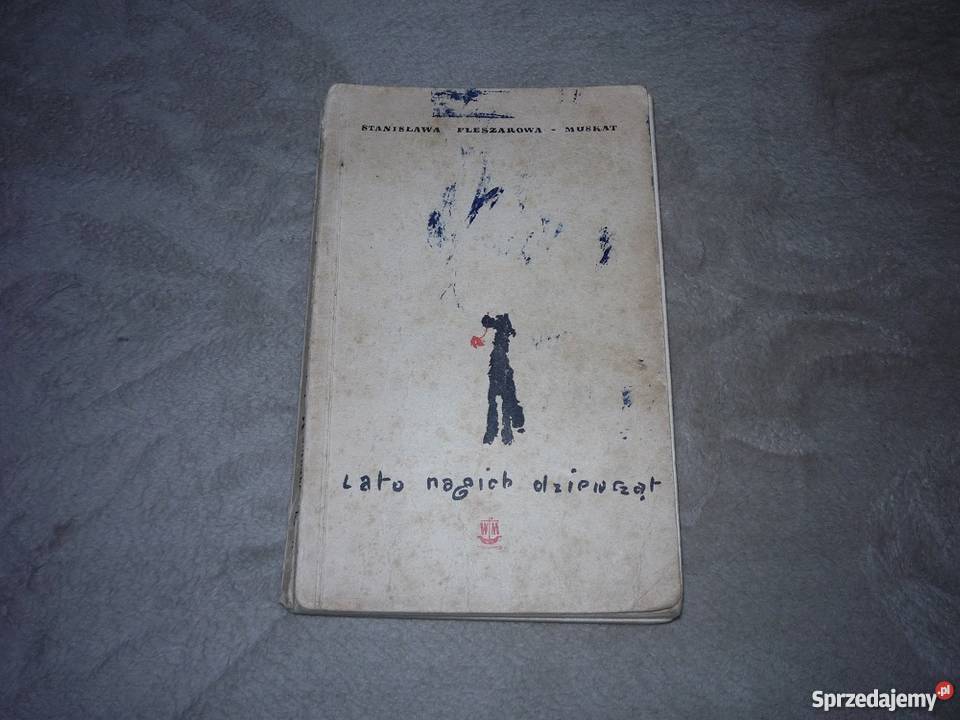 STANISŁAWA FLESZAROWA - MUSKAT
Lato nagich dziewcząt
WM
Sprzedajemy.pl